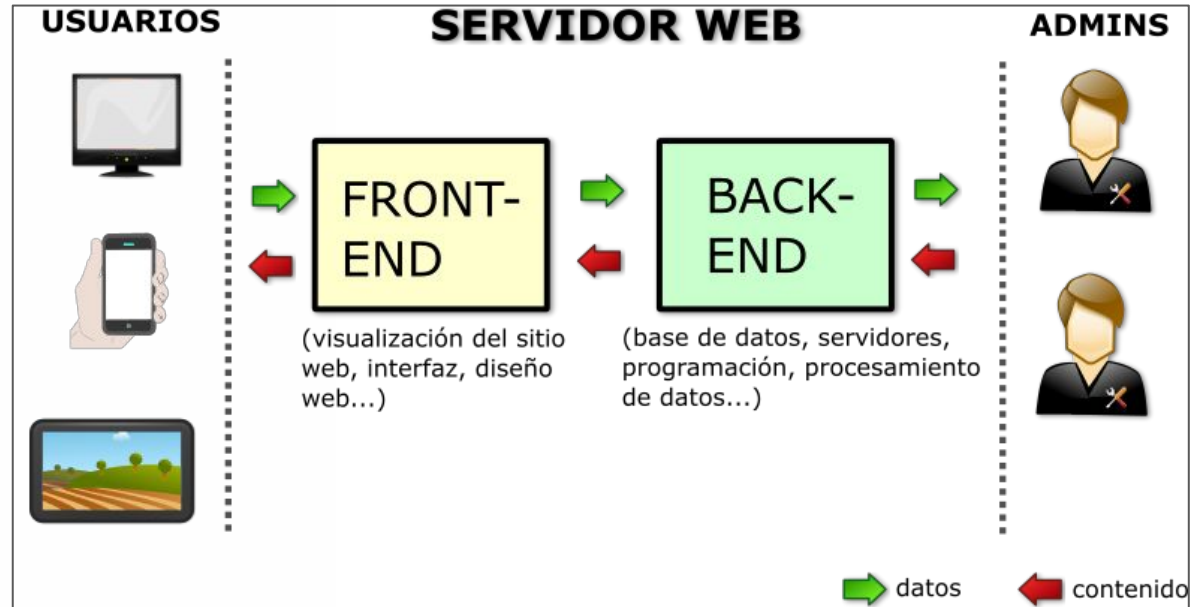 USUARIOS
SERVIDOR WEB
ADMINS
FRONT-
END
(visualización del sitio
web, interfaz, diseño
web...)
BACK-
END
(base de datos, servidores,
programación, procesamiento
de datos...)
datos
contenido